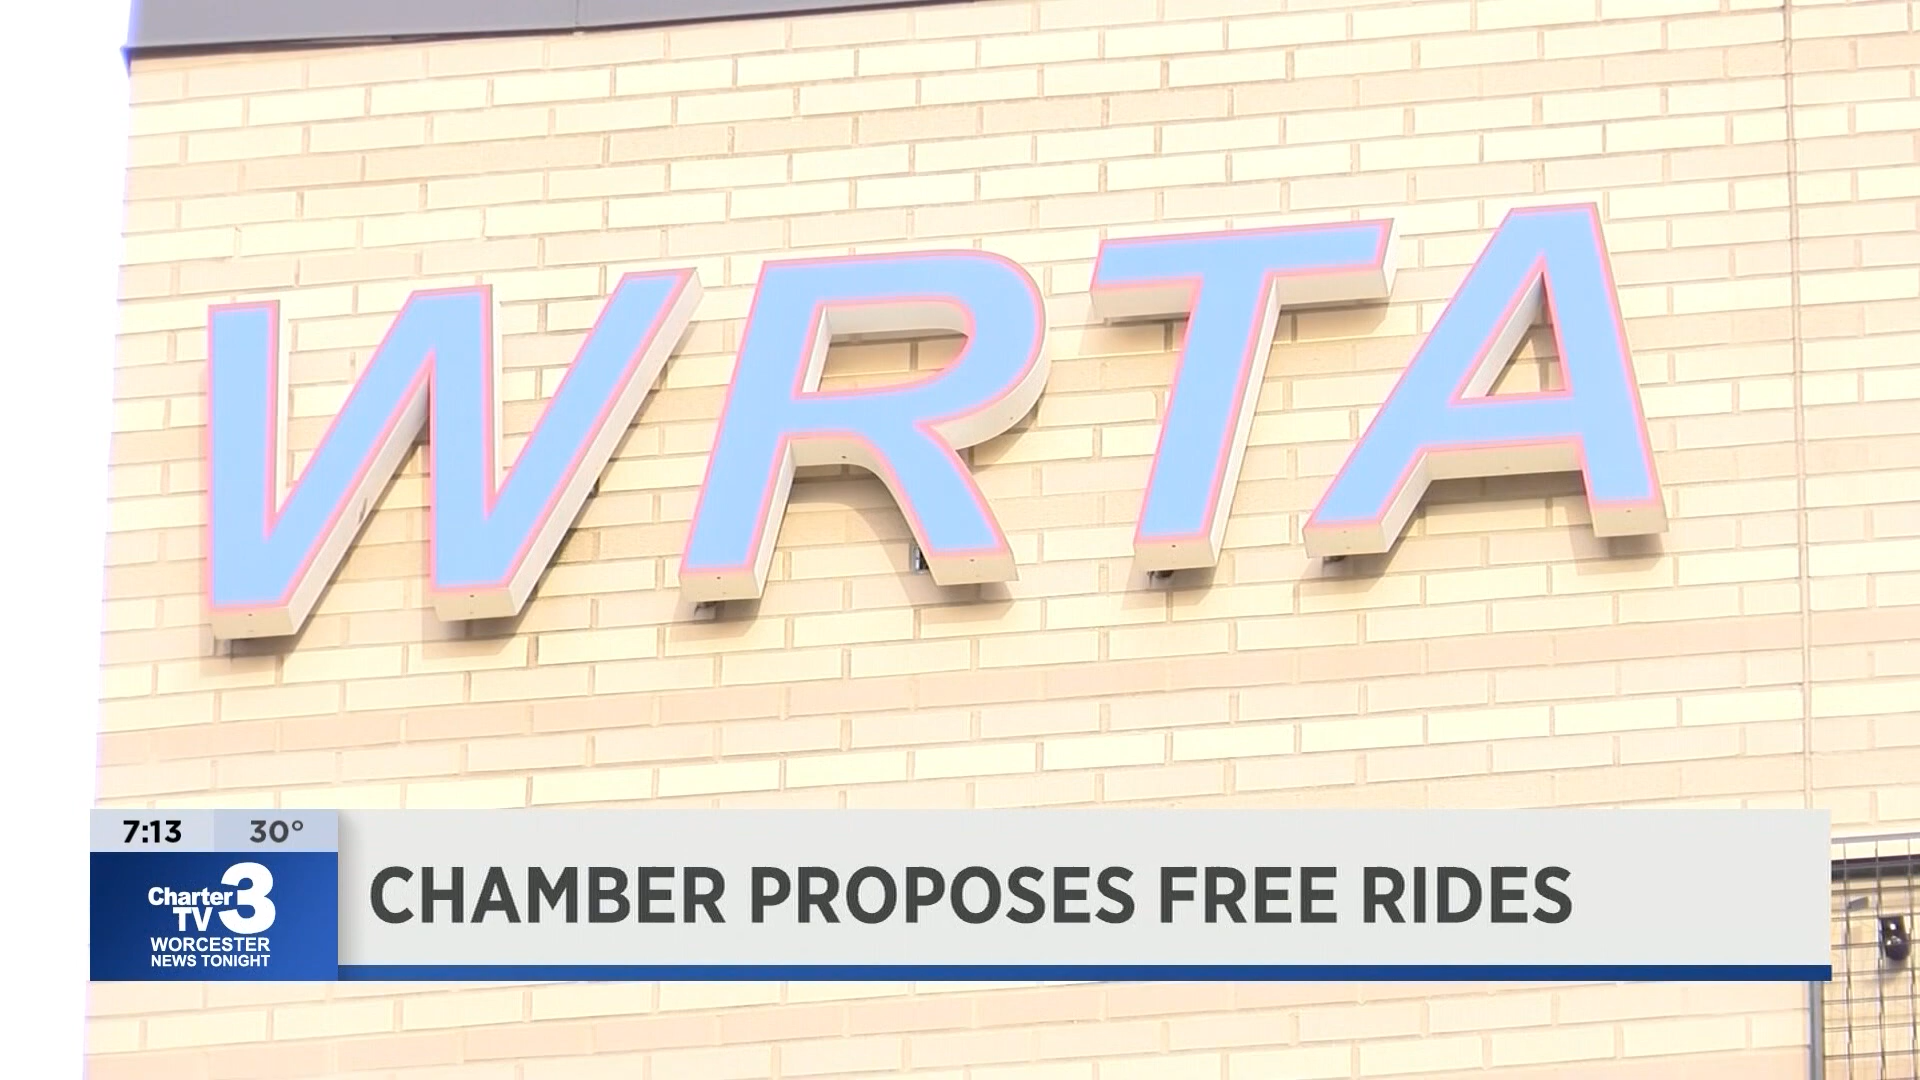 WRTA
7:13 30°
CHAMBER PROPOSES FREE RIDES
Charter
TV 3
WORCESTER
NEWS TONIGHT